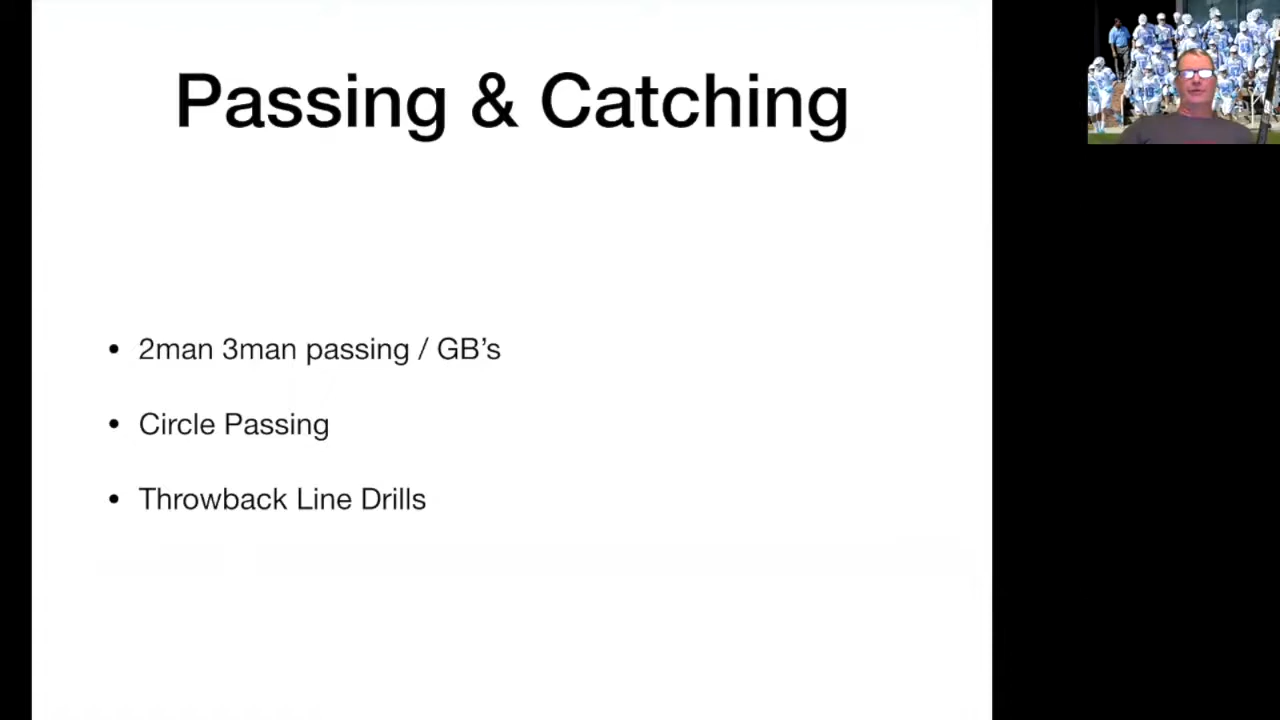 Passing & Catching
• 2man 3man passing / GB’s
• Circle Passing
• Throwback Line Drills